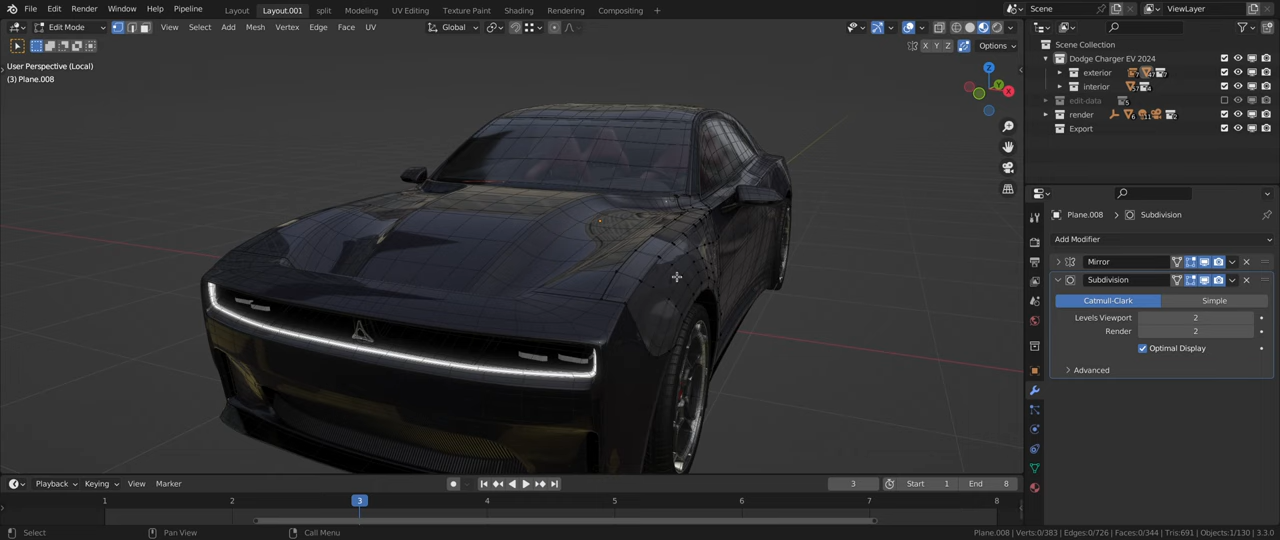 File Edit Render Window Help Pipeline Layout Layout.001 split Modeling UV Editing Texture Paint Shading Rendering Compositing + Scene ViewLayer
Edit Mode View Select Add Mesh Vertex Edge Face UV Global
X Y Z Options
User Perspective (Local)
(3) Plane.008
Z
Y
X
Scene Collection
Dodge Charger EV 2024
exterior
interior
edit-data
render
Export
Plane.008 > Subdivision
Add Modifier
Mirror
Subdivision
Catmull-Clark Simple
Levels Viewport 2
Render 2
Optimal Display
Advanced
Playback Keying View Marker 3 Start 1 End 8
1 2 3 4 5 6 7 8
Select Pan View Call Menu Plane.008 | Verts:0/383 | Edges:0/726 | Faces:0/344 | Tris:691 | Objects:1/130 | 3.3.0